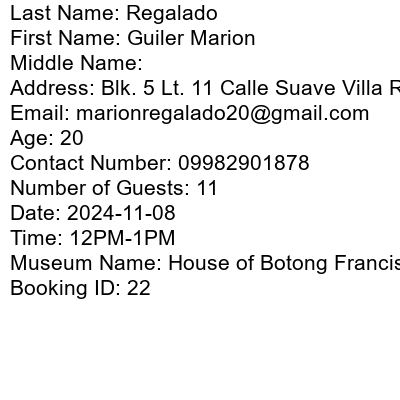 Last Name: Regalado
First Name: Guiler Marion
Middle Name:
Address: Blk. 5 Lt. 11 Calle Suave Villa
Email: marionregalado20@gmail.com
Age: 20
Contact Number: 09982901878
Number of Guests: 11
Date: 2024-11-08
Time: 12PM-1PM
Museum Name: House of Botong Francis
Booking ID: 22